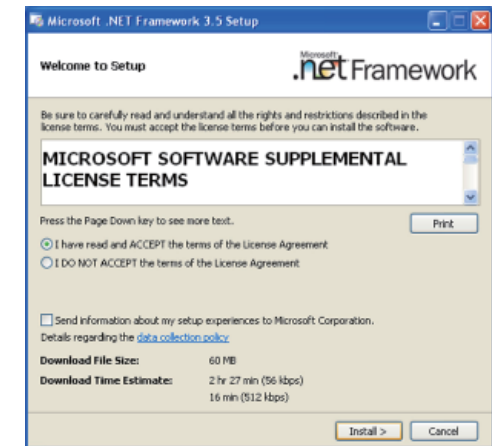 Microsoft .NET Framework 3.5 Setup
Welcome to Setup
Microsoft
.net Framework
Be sure to carefully read and understand all the rights and restrictions described in the
license terms. You must accept the license terms before you can install the software.
MICROSOFT SOFTWARE SUPPLEMENTAL
LICENSE TERMS
Press the Page Down key to see more text.
Print
I have read and ACCEPT the terms of the License Agreement
I DO NOT ACCEPT the terms of the License Agreement
Send information about my setup experiences to Microsoft Corporation.
Details regarding the data collection policy
Download File Size: 60 MB
Download Time Estimate: 2 hr 27 min (56 kbps)
16 min (512 kbps)
Install > Cancel